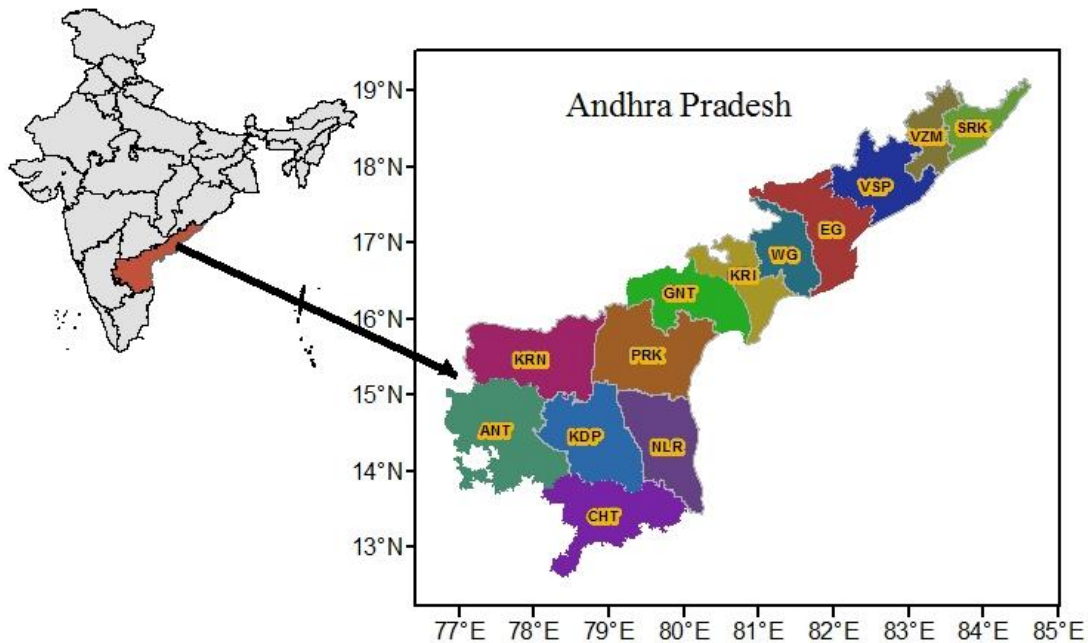 Andhra Pradesh
19°N
18°N
17°N
16°N
15°N
14°N
13°N
VZM
SRK
VSP
EG
WG
KRI
GNT
KRN
PRK
ANT
KDP
NLR
CHT
77°E 78°E 79°E 80°E 81°E 82°E 83°E 84°E 85°E